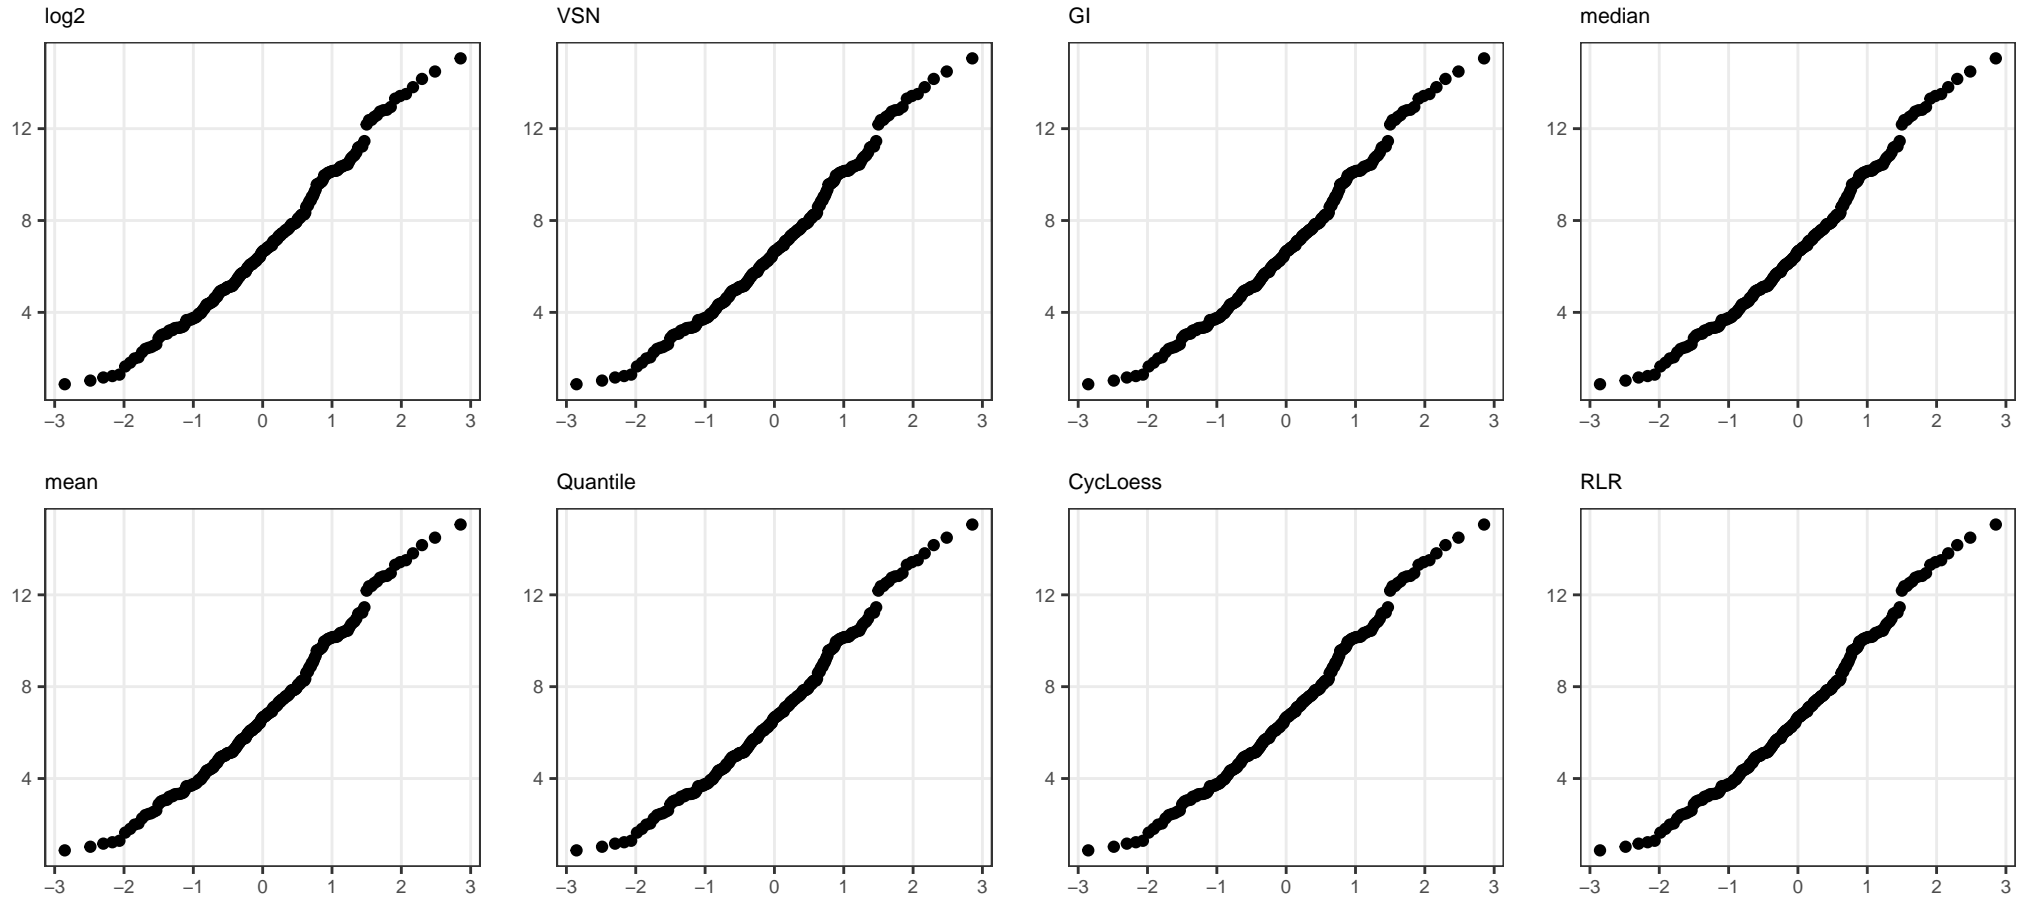 log2 VSN GI median
12 12 12 12
8 8 8 8
4 4 4 4
−3 −2 −1 0 1 2 3 −3 −2 −1 0 1 2 3 −3 −2 −1 0 1 2 3 −3 −2 −1 0 1 2 3
mean Quantile CycLoess RLR
12 12 12 12
8 8 8 8
4 4 4 4
−3 −2 −1 0 1 2 3 −3 −2 −1 0 1 2 3 −3 −2 −1 0 1 2 3 −3 −2 −1 0 1 2 3